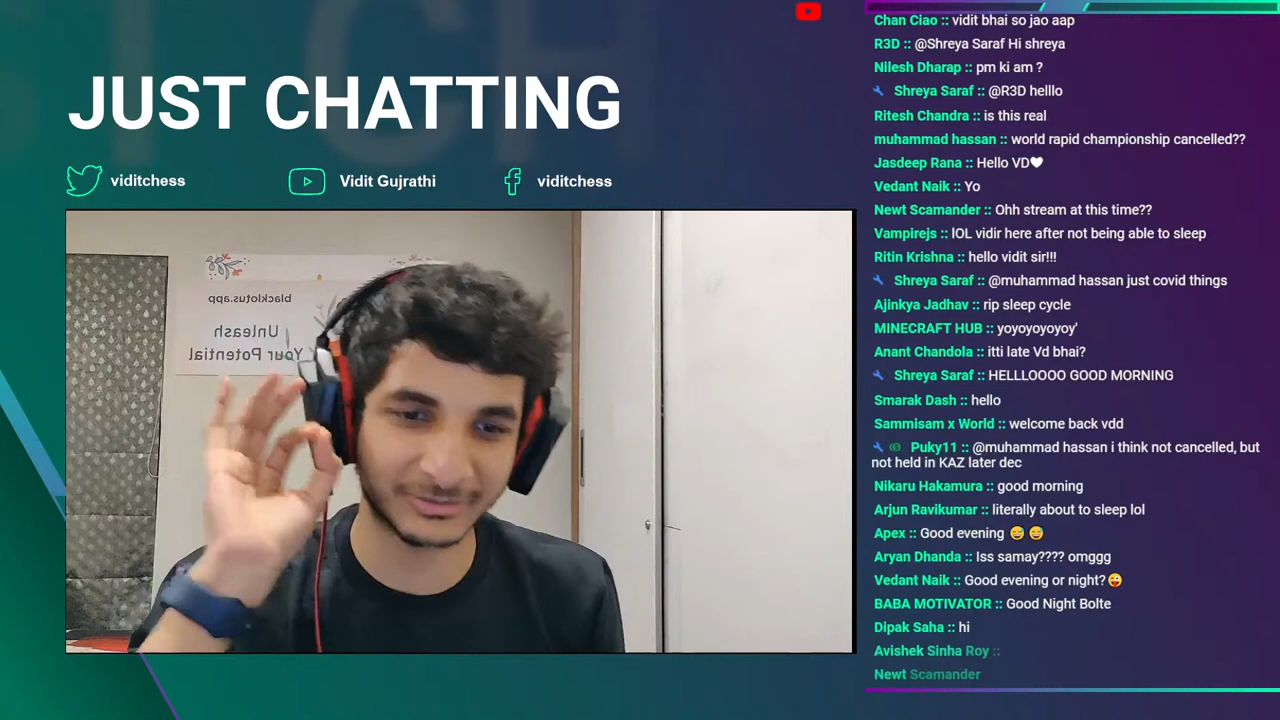 JUST CHATTING
viditchess
Vidit Gujrathi
viditchess
blacklotus.app
Unleash
Your Potential
Chan Ciao :: vidit bhai so jao aap
R3D :: @Shreya Saraf Hi shreya
Nilesh Dharap :: pm ki am ?
Shreya Saraf :: @R3D helllo
Ritesh Chandra :: is this real
muhammad hassan :: world rapid championship cancelled??
Jasdeep Rana :: Hello VD🖤
Vedant Naik :: Yo
Newt Scamander :: Ohh stream at this time??
Vampirejs :: lOL vidir here after not being able to sleep
Ritin Krishna :: hello vidit sir!!!
Shreya Saraf :: @muhammad hassan just covid things
Ajinkya Jadhav :: rip sleep cycle
MINECRAFT HUB :: yoyoyoyoyoy'
Anant Chandola :: itti late Vd bhai?
Shreya Saraf :: HELLLOOOO GOOD MORNING
Smarak Dash :: hello
Sammisam x World :: welcome back vdd
Puky11 :: @muhammad hassan i think not cancelled, but
not held in KAZ later dec
Nikaru Hakamura :: good morning
Arjun Ravikumar :: literally about to sleep lol
Apex :: Good evening 😅 😅
Aryan Dhanda :: Iss samay???? omggg
Vedant Naik :: Good evening or night?😜
BABA MOTIVATOR :: Good Night Bolte
Dipak Saha :: hi
Avishek Sinha Roy ::
Newt Scamander